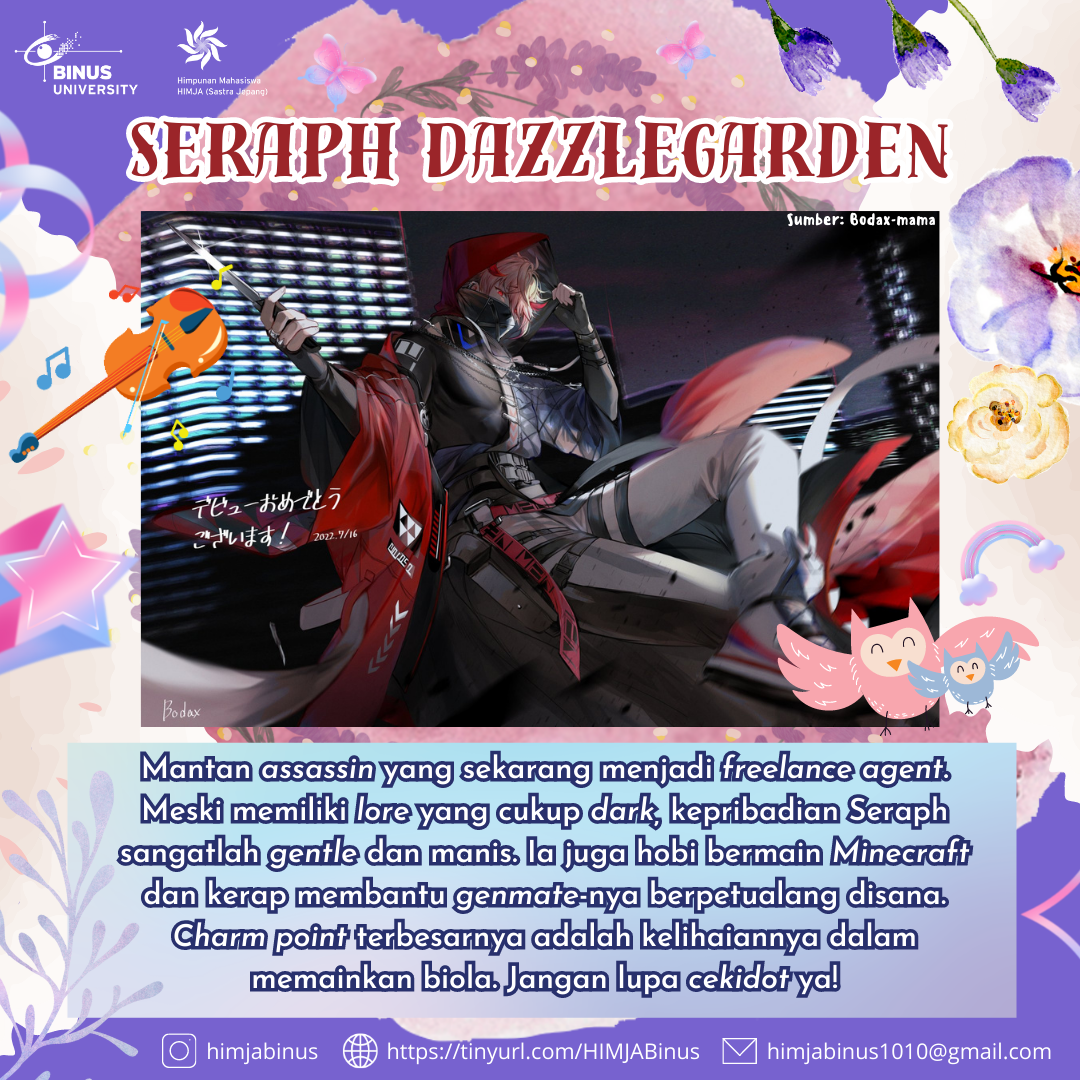 BINUS
UNIVERSITY
Himpunan Mahasiswa
HIMJA (Sastra Jepang)
SERAPH DAZZLEGARDEN
Sumber: Bodax-mama
デビューおめでとう
ございます!
2022.7/16
Bodax
Mantan assassin yang sekarang menjadi freelance agent.
Meski memiliki lore yang cukup dark, kepribadian Seraph
sangatlah gentle dan manis. Ia juga hobi bermain Minecraft
dan kerap membantu genmate-nya berpetualang disana.
Charm point terbesarnya adalah kelihaiannya dalam
memainkan biola. Jangan lupa cekidot ya!
himjabinus
https://tinyurl.com/HIMJABinus
himjabinus1010@gmail.com